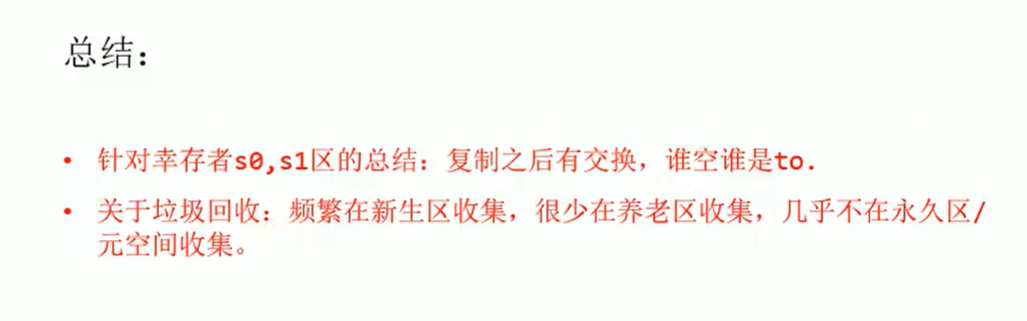 总结：
• 针对幸存者s0,s1区的总结：复制之后有交换，谁空谁是to.
• 关于垃圾回收：频繁在新生区收集，很少在养老区收集，几乎不在永久区/
元空间收集。